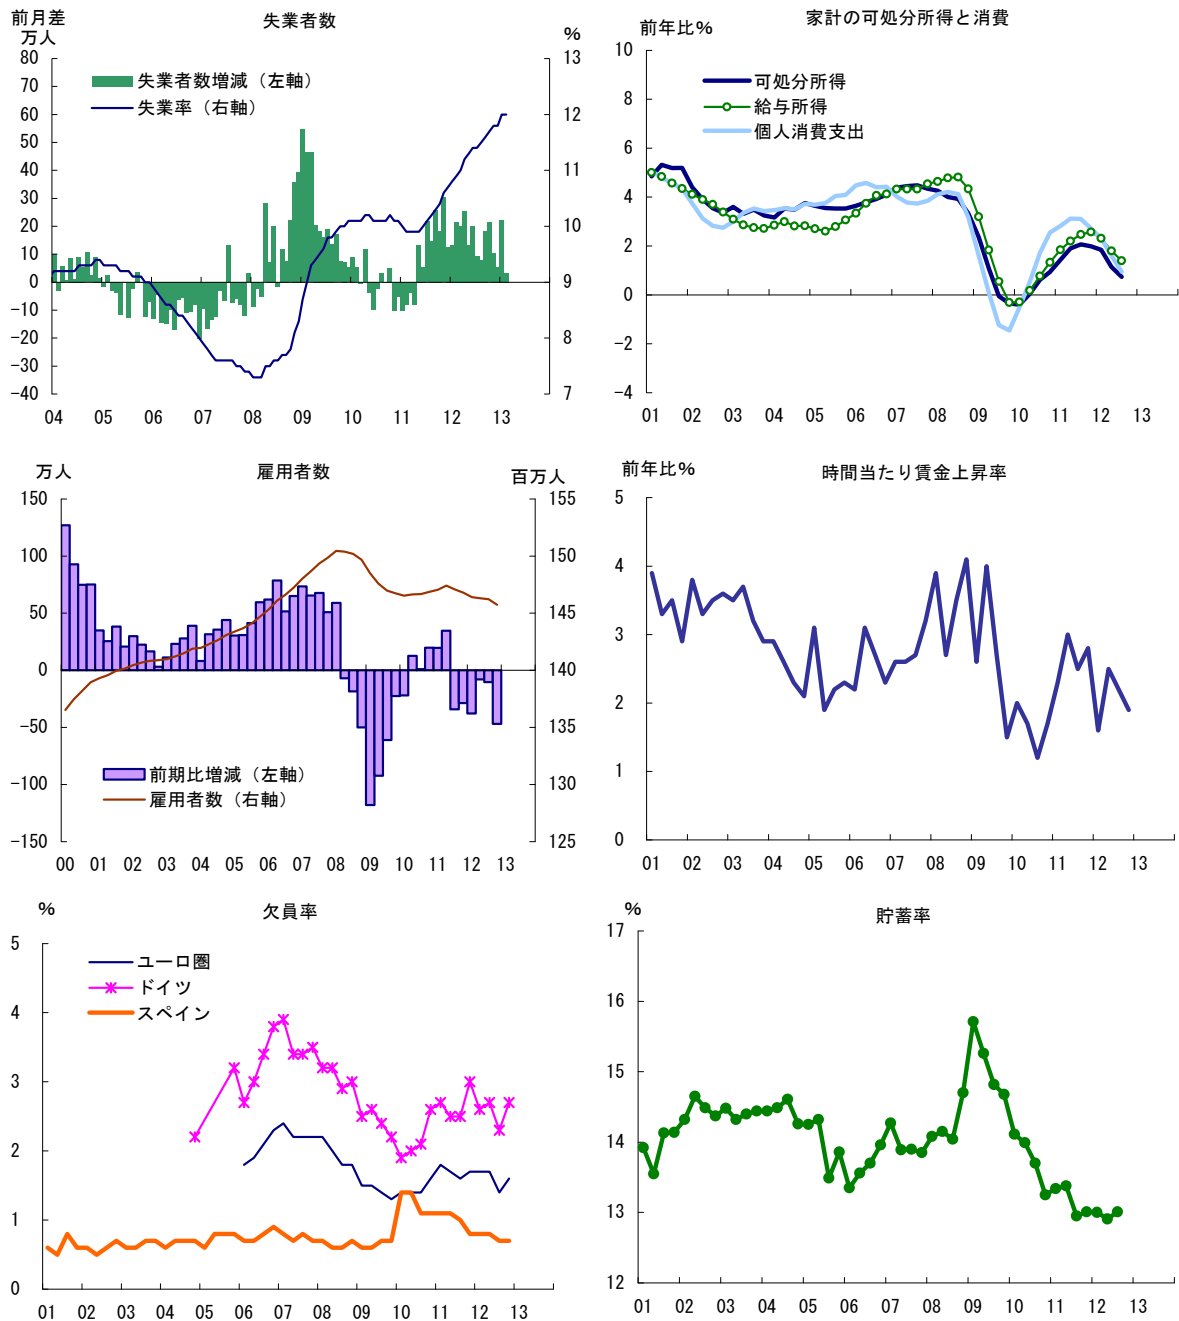 失業者数
前月差
万人
%
80
70
60
50
40
30
20
10
0
-10
-20
-30
-40
13
12
11
10
9
8
7
失業者数増減（左軸）
失業率（右軸）
04 05 06 07 08 09 10 11 12 13
家計の可処分所得と消費
前年比%
10
8
6
4
2
0
-2
-4
可処分所得
給与所得
個人消費支出
01 02 03 04 05 06 07 08 09 10 11 12 13
雇用者数
万人
百万人
150
100
50
0
-50
-100
-150
155
150
145
140
135
130
125
前期比増減（左軸）
雇用者数（右軸）
00 01 02 03 04 05 06 07 08 09 10 11 12 13
時間当たり賃金上昇率
前年比%
5
4
3
2
1
0
01 02 03 04 05 06 07 08 09 10 11 12 13
欠員率
%
5
4
3
2
1
0
ユーロ圏
ドイツ
スペイン
01 02 03 04 05 06 07 08 09 10 11 12 13
貯蓄率
%
17
16
15
14
13
12
01 02 03 04 05 06 07 08 09 10 11 12 13